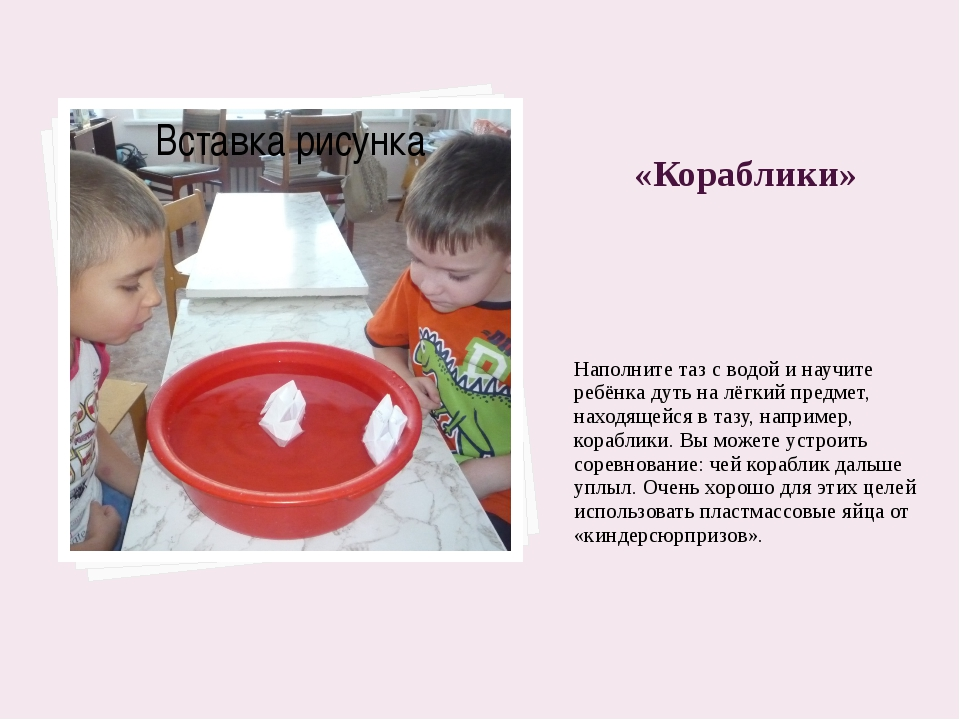 Вставка рисунка
«Кораблики»
Наполните таз с водой и научите
ребёнка дуть на лёгкий предмет,
находящейся в тазу, например,
кораблики. Вы можете устроить
соревнование: чей кораблик дальше
уплыл. Очень хорошо для этих целей
использовать пластмассовые яйца от
«киндерсюрпризов».